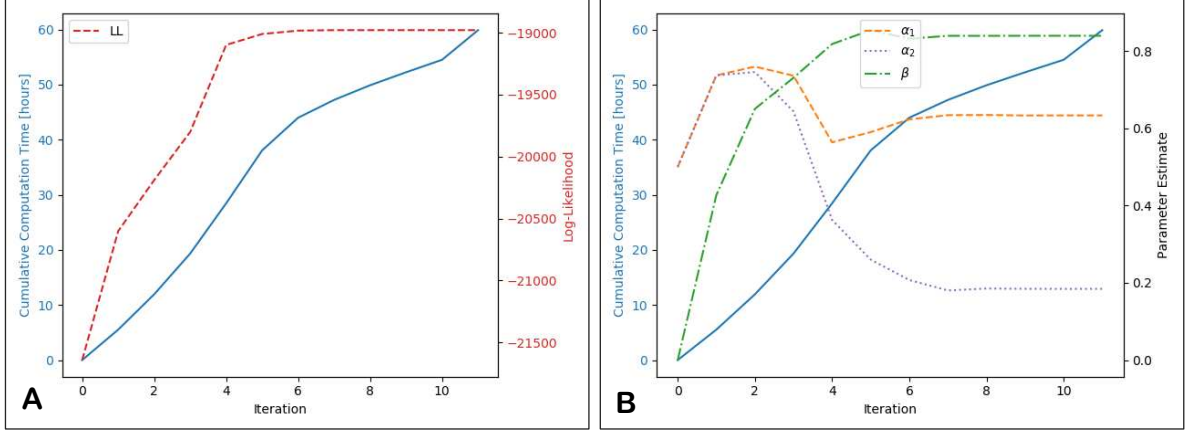 LL
60
50
40
30
20
10
0
Cumulative Computation Time [hours]
−19000
−19500
−20000
−20500
−21000
−21500
Log-Likelihood
0 2 4 6 8 10
Iteration
A
α1
α2
β
60
50
40
30
20
10
0
Cumulative Computation Time [hours]
0.8
0.6
0.4
0.2
0.0
Parameter Estimate
0 2 4 6 8 10
Iteration
B